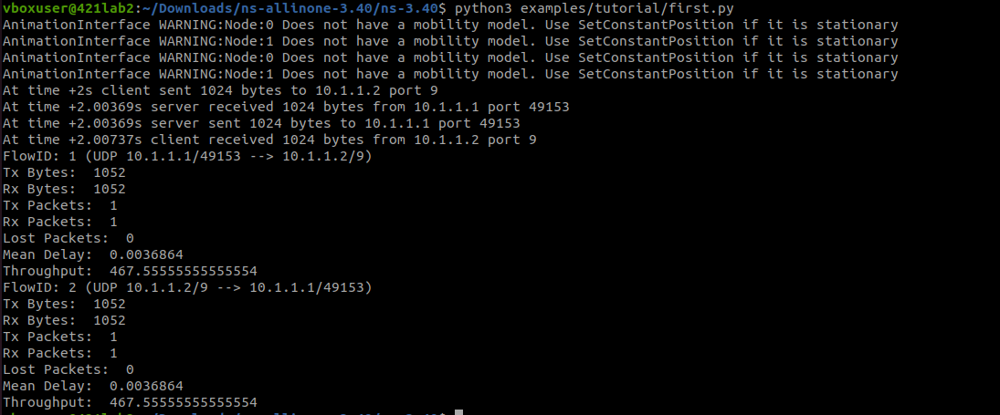 vboxuser@421lab2:~/Downloads/ns-allinone-3.40/ns-3.40$ python3 examples/tutorial/first.py
AnimationInterface WARNING:Node:0 Does not have a mobility model. Use SetConstantPosition if it is stationary
AnimationInterface WARNING:Node:1 Does not have a mobility model. Use SetConstantPosition if it is stationary
AnimationInterface WARNING:Node:0 Does not have a mobility model. Use SetConstantPosition if it is stationary
AnimationInterface WARNING:Node:1 Does not have a mobility model. Use SetConstantPosition if it is stationary
At time +2s client sent 1024 bytes to 10.1.1.2 port 9
At time +2.00369s server received 1024 bytes from 10.1.1.1 port 49153
At time +2.00369s server sent 1024 bytes to 10.1.1.1 port 49153
At time +2.00737s client received 1024 bytes from 10.1.1.2 port 9
FlowID: 1 (UDP 10.1.1.1/49153 --> 10.1.1.2/9)
Tx Bytes:  1052
Rx Bytes:  1052
Tx Packets:  1
Rx Packets:  1
Lost Packets:  0
Mean Delay:  0.0036864
Throughput:  467.55555555555554
FlowID: 2 (UDP 10.1.1.2/9 --> 10.1.1.1/49153)
Tx Bytes:  1052
Rx Bytes:  1052
Tx Packets:  1
Rx Packets:  1
Lost Packets:  0
Mean Delay:  0.0036864
Throughput:  467.55555555555554